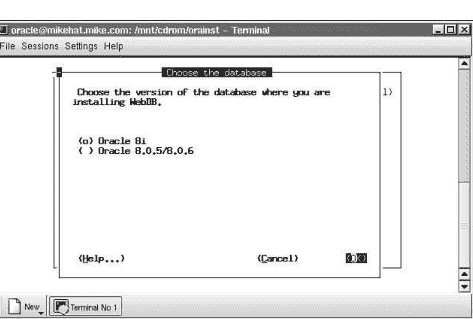 oracle@mikehat.mike.com: /mnt/cdrom/orainst - Terminal
File Sessions Settings Help
Choose the database
Choose the version of the database where you are
installing WebDB.
1)
(o) Oracle 8i
( ) Oracle 8.0.5/8.0.6
(Help...) (Cancel) (OK)
New Terminal No 1